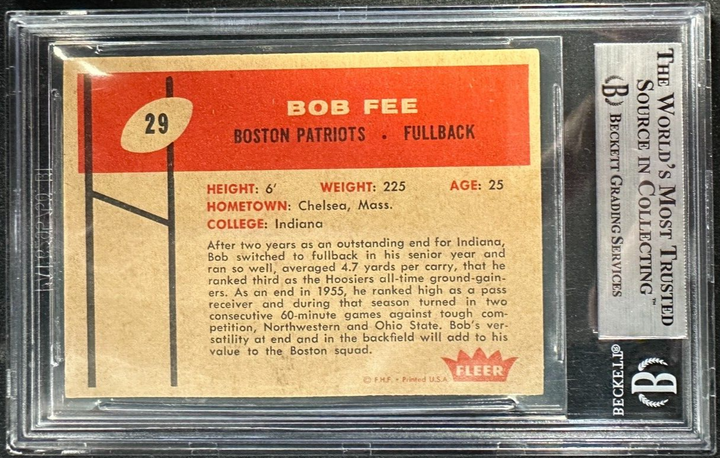 29
BOB FEE
BOSTON PATRIOTS • FULLBACK
HEIGHT: 6' WEIGHT: 225 AGE: 25
HOMETOWN: Chelsea, Mass.
COLLEGE: Indiana
After two years as an outstanding end for Indiana,
Bob switched to fullback in his senior year and
ran so well, averaged 4.7 yards per carry, that he
ranked third as the Hoosiers all-time ground-gain-
ers. As an end in 1955, he ranked high as a pass
receiver and during that season turned in two
consecutive 60-minute games against tough
competition, Northwestern and Ohio State. Bob's ver-
satility at end and in the backfield will add to his
value to the Boston squad.
FLEER
© F.H.F. • Printed U.S.A.
THE WORLD'S MOST TRUSTED
SOURCE IN COLLECTING™
B BECKETT GRADING SERVICES
BECKETT®
B